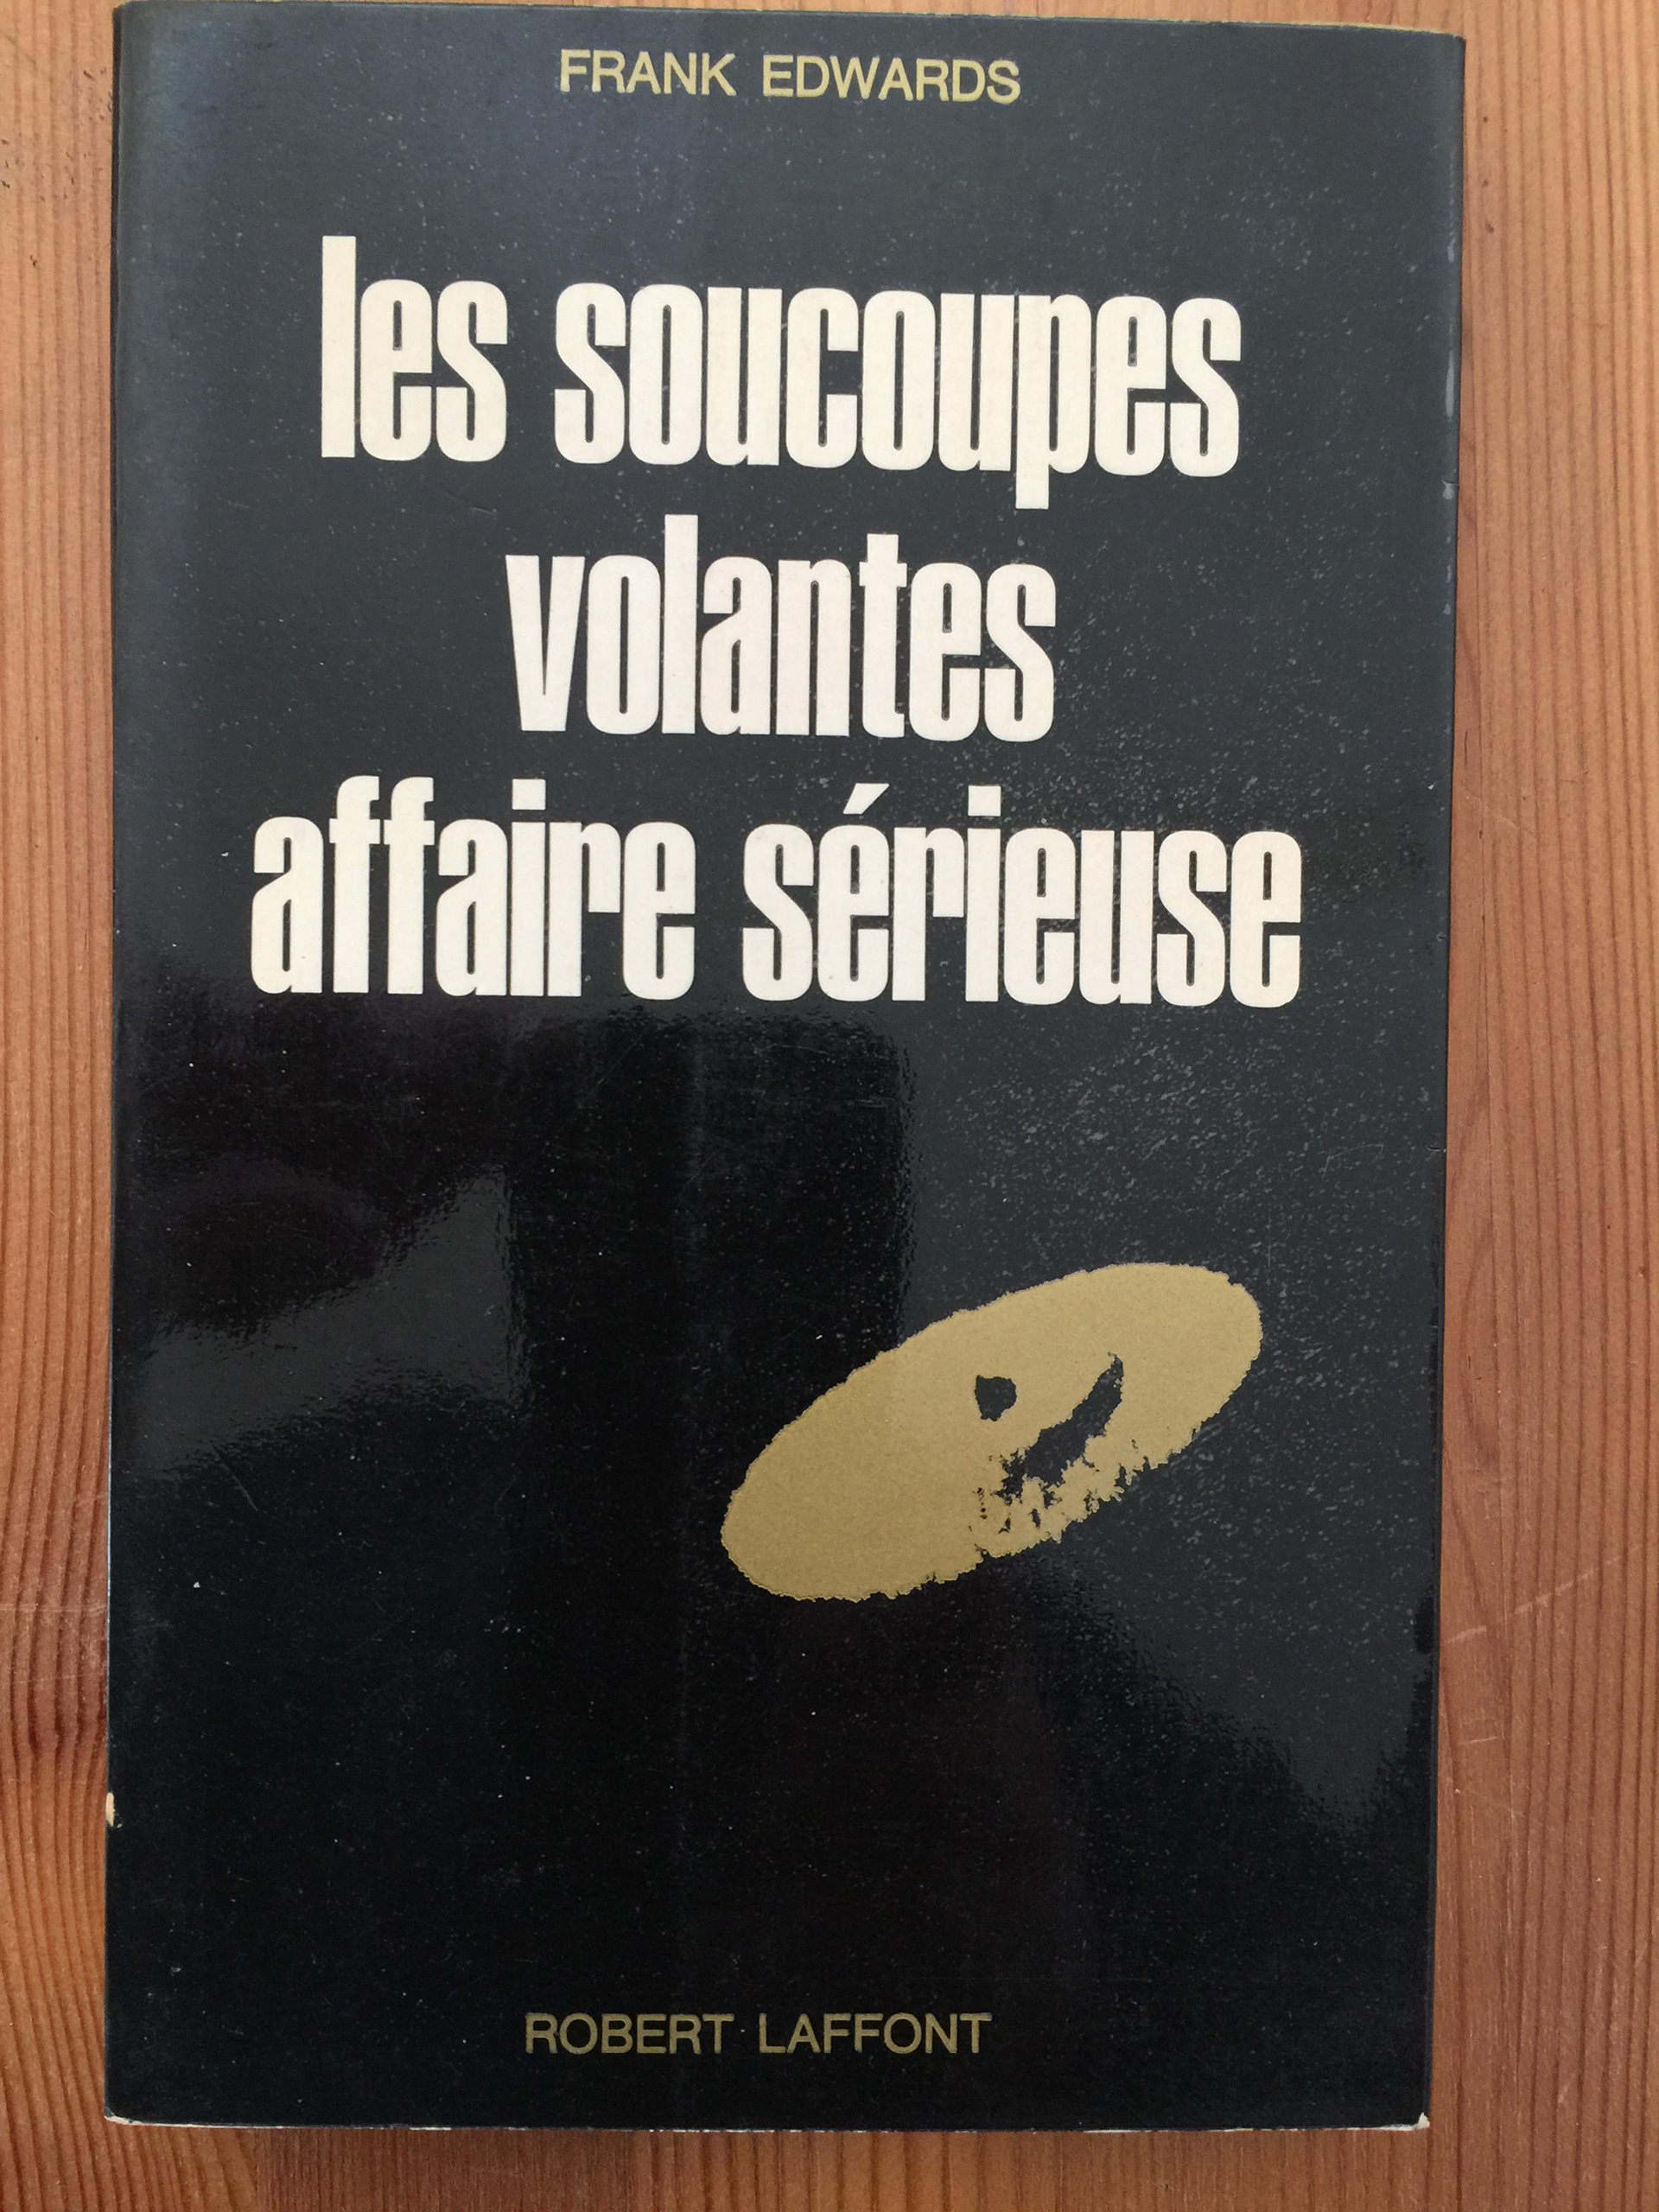 FRANK EDWARDS
les soucoupes
volantes
affaire sérieuse
ROBERT LAFFONT